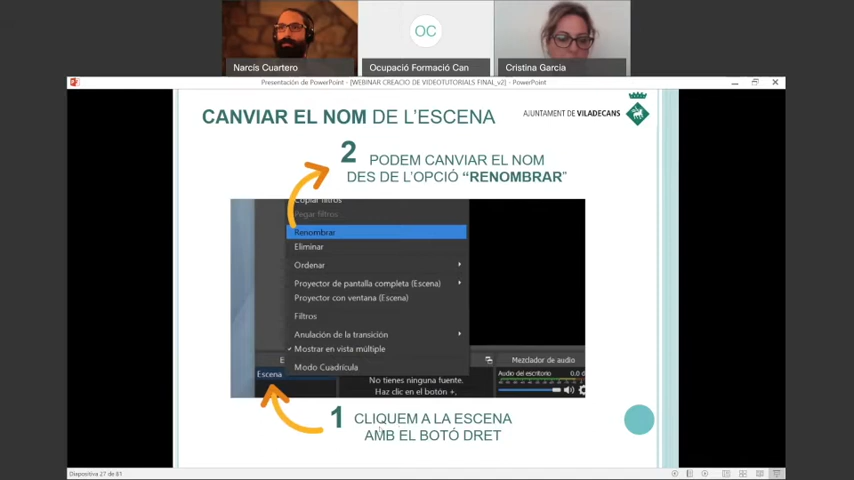 OC
Narcís Cuartero
Ocupació Formació Can
Cristina Garcia
Presentación de PowerPoint - [WEBINAR CREACIO DE VIDEOTUTORIALS FINAL_v2] - PowerPoint
CANVIAR EL NOM DE L'ESCENA
AJUNTAMENT DE VILADECANS
2 PODEM CANVIAR EL NOM
DES DE L'OPCIÓ “RENOMBRAR”
Copiar filtros
Pegar filtros
Renombrar
Eliminar
Ordenar
Proyector de pantalla completa (Escena)
Proyector con ventana (Escena)
Filtros
Anulación de la transición
Mostrar en vista múltiple
Modo Cuadrícula
Escena
Mezclador de audio
Audio del escritorio
No tienes ninguna fuente.
Haz clic en el botón +,
1 CLIQUEM A LA ESCENA
AMB EL BOTÓ DRET
Diapositiva 27 de 81